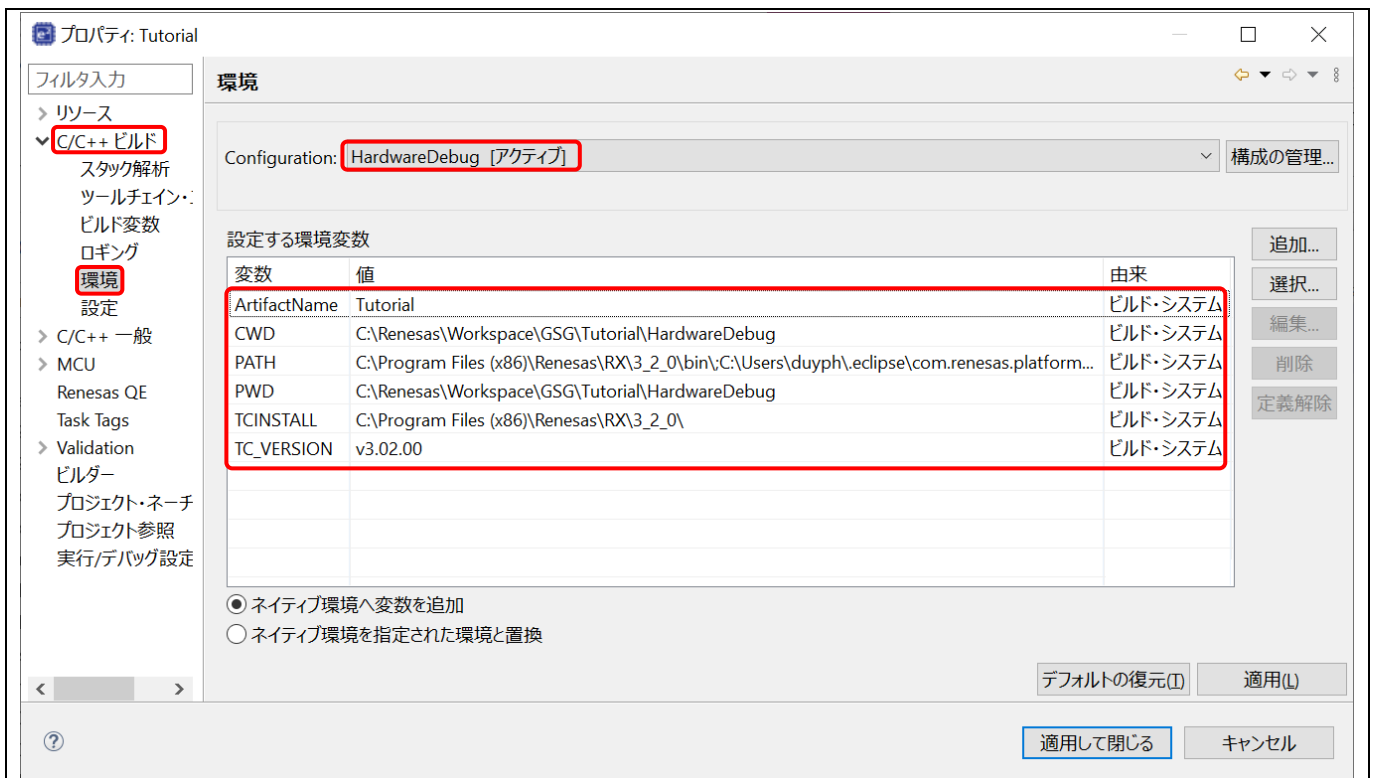 プロパティ: Tutorial
フィルタ入力
環境
リソース
C/C++ ビルド
スタック解析
ツールチェイン・
ビルド変数
ロギング
環境
設定
C/C++ 一般
MCU
Renesas QE
Task Tags
Validation
ビルダー
プロジェクト・ネーチ
プロジェクト参照
実行/デバッグ設定
Configuration: HardwareDebug [アクティブ] 構成の管理...
設定する環境変数
変数 値 由来
ArtifactName Tutorial ビルド・システム
CWD C:\Renesas\Workspace\GSG\Tutorial\HardwareDebug ビルド・システム
PATH C:\Program Files (x86)\Renesas\RX\3_2_0\bin\;C:\Users\duyph\.eclipse\com.renesas.platform... ビルド・システム
PWD C:\Renesas\Workspace\GSG\Tutorial\HardwareDebug ビルド・システム
TCINSTALL C:\Program Files (x86)\Renesas\RX\3_2_0\ ビルド・システム
TC_VERSION v3.02.00 ビルド・システム
追加...
選択...
編集...
削除
定義解除
ネイティブ環境へ変数を追加
ネイティブ環境を指定された環境と置換
デフォルトの復元(T) 適用(L)
適用して閉じる キャンセル